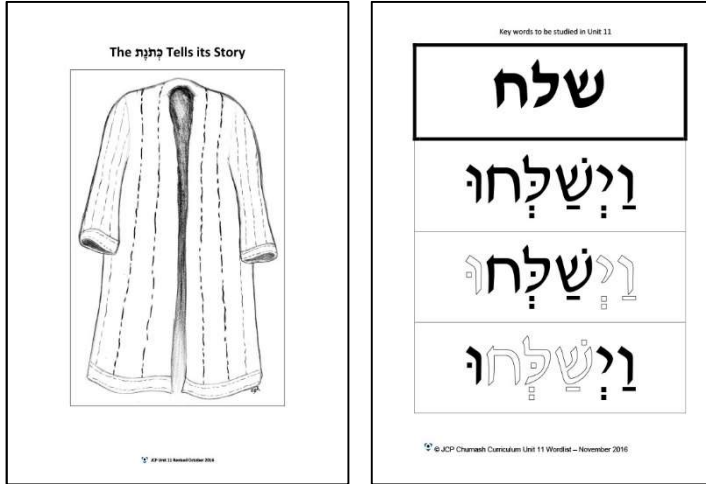 The כְּתֹנֶת Tells its Story
JCP Unit 11 Revised October 2016
Key words to be studied in Unit 11
שלח
וַיְשַׁלְּחוּ
וַיְשַׁלְּחוּ
וַיְשַׁלְּחוּ
© JCP Chumash Curriculum Unit 11 Wordlist – November 2016